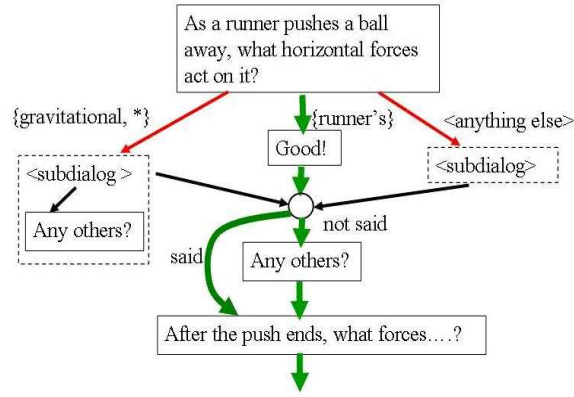 As a runner pushes a ball
away, what horizontal forces
act on it?
{gravitational, *}
{runner's}
<anything else>
Good!
<subdialog >
<subdialog>
Any others?
not said
said
Any others?
After the push ends, what forces....?